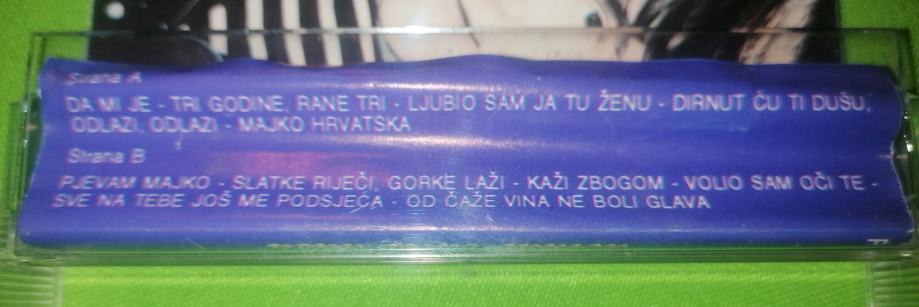 Strana A
DA MI JE - TRI GODINE, RANE TRI - LJUBIO SAM JA TU ŽENU - DIRNUT ĆU TI DUŠU,
ODLAZI, ODLAZI - MAJKO HRVATSKA
Strana B
PJEVAM MAJKO - SLATKE RIJEČI, GORKE LAŽI - KAŽI ZBOGOM - VOLIO SAM OČI TE -
SVE NA TEBE JOŠ ME PODSJEĆA - OD ČAŽE VINA NE BOLI GLAVA